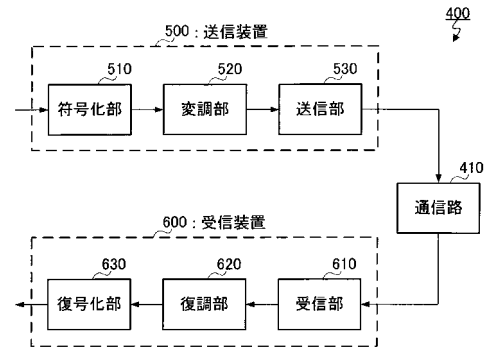 400
500：送信装置
510
520
530
符号化部
変調部
送信部
410
通信路
600：受信装置
630
620
610
復号化部
復調部
受信部